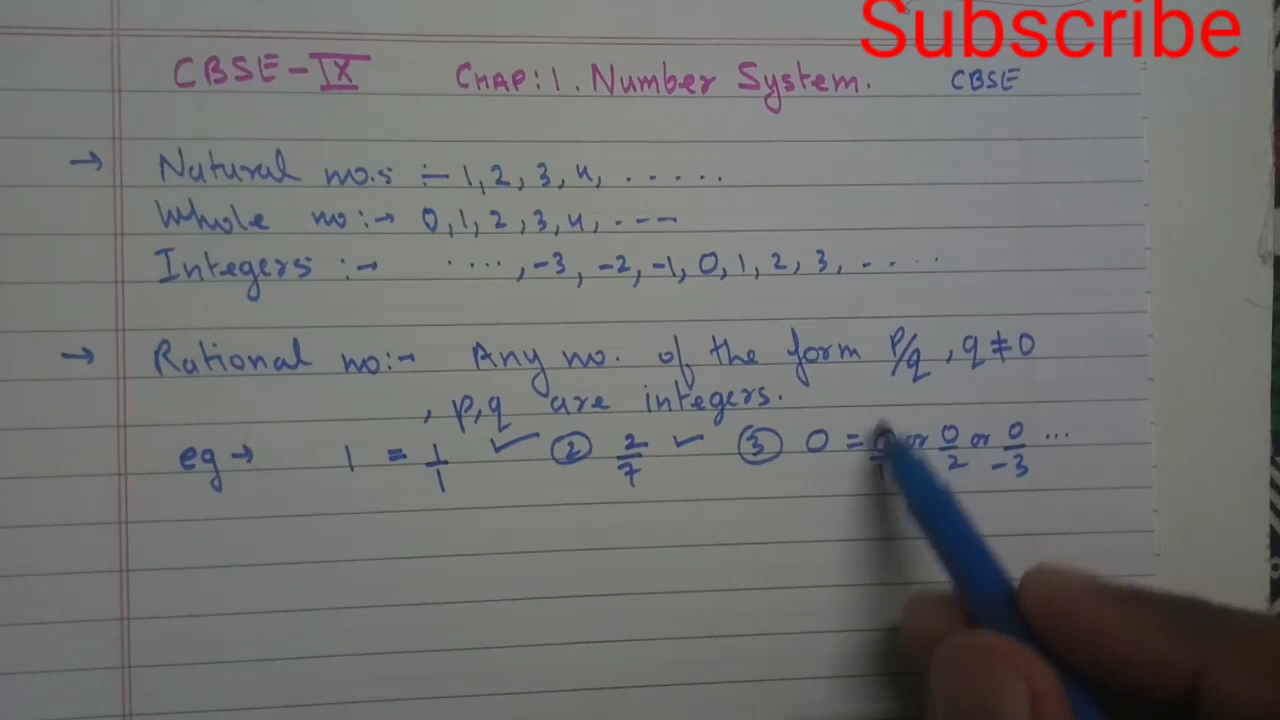 Subscribe
CBSE-IX CHAP:1. Number System. CBSE
→ Natural no.s :- 1, 2, 3, 4, .....
Whole no :→ 0, 1, 2, 3, 4, . ---
Integers :→ ...., -3, -2, -1, 0, 1, 2, 3, .....
→ Rational no:→ Any no. of the form P/q, q ≠ 0
, p,q are integers.
eg → 1 = 1/1 ✓ ② 2/7 ✓ ③ 0 = or 0/2 or 0/-3 ...